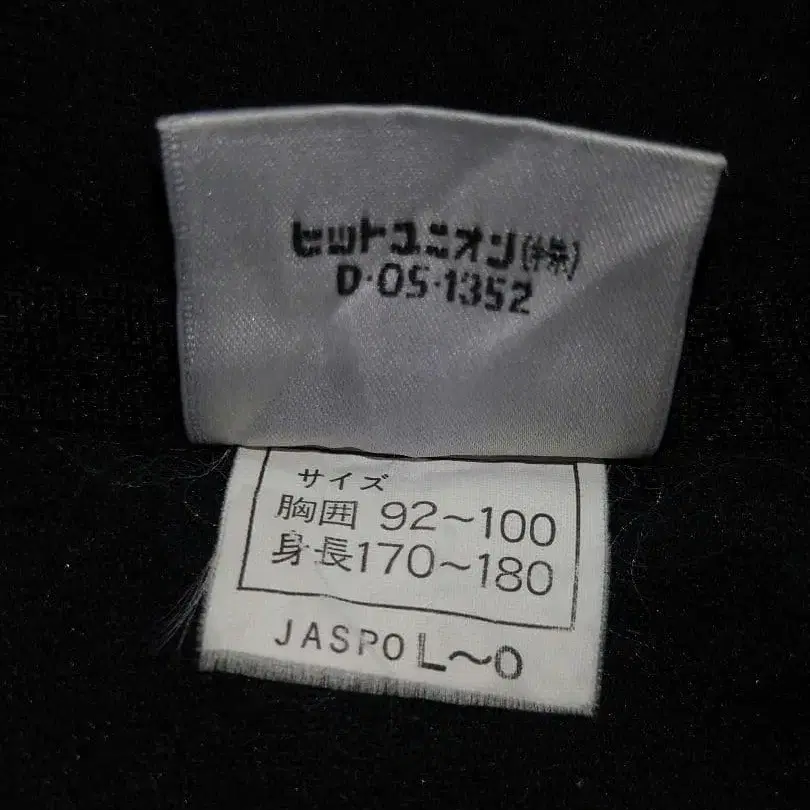 ヒットユニオン(株)
D・OS・1352
サイズ
胸囲 92〜100
身長170〜180
JASPO L〜O